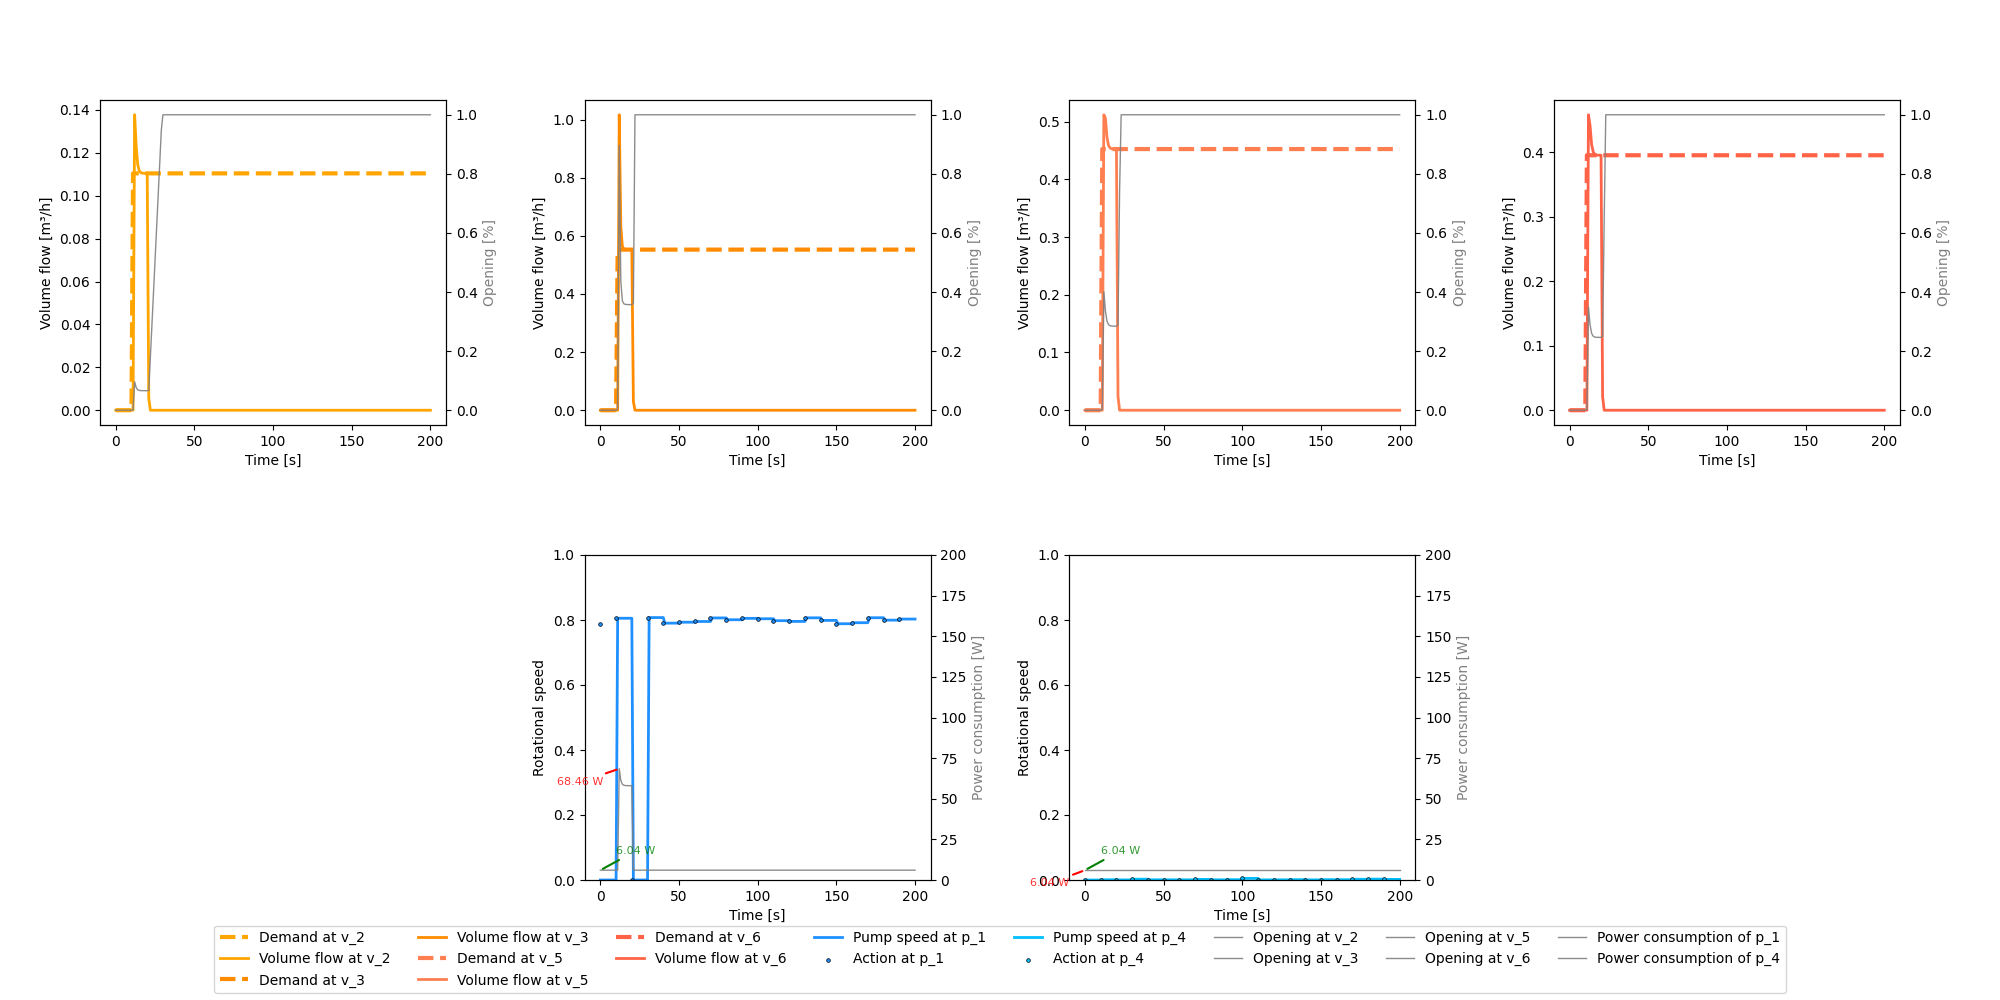 0.14
0.12
0.10
0.08
0.06
0.04
0.02
0.00
Volume flow [m³/h]
0 50 100 150 200
Time [s]
1.0
0.8
0.6
0.4
0.2
0.0
Opening [%]
1.0
0.8
0.6
0.4
0.2
0.0
Volume flow [m³/h]
0 50 100 150 200
Time [s]
1.0
0.8
0.6
0.4
0.2
0.0
Opening [%]
0.5
0.4
0.3
0.2
0.1
0.0
Volume flow [m³/h]
0 50 100 150 200
Time [s]
1.0
0.8
0.6
0.4
0.2
0.0
Opening [%]
0.4
0.3
0.2
0.1
0.0
Volume flow [m³/h]
0 50 100 150 200
Time [s]
1.0
0.8
0.6
0.4
0.2
0.0
Opening [%]
1.0
0.8
0.6
0.4
0.2
0.0
Rotational speed
68.46 W
6.04 W
0 50 100 150 200
Time [s]
200
175
150
125
100
75
50
25
0
Power consumption [W]
1.0
0.8
0.6
0.4
0.2
0.0
Rotational speed
6.04 W
6.04 W
0 50 100 150 200
Time [s]
200
175
150
125
100
75
50
25
0
Power consumption [W]
Demand at v_2
Volume flow at v_2
Demand at v_3
Volume flow at v_3
Demand at v_5
Volume flow at v_5
Demand at v_6
Volume flow at v_6
Pump speed at p_1
Action at p_1
Pump speed at p_4
Action at p_4
Opening at v_2
Opening at v_3
Opening at v_5
Opening at v_6
Power consumption of p_1
Power consumption of p_4